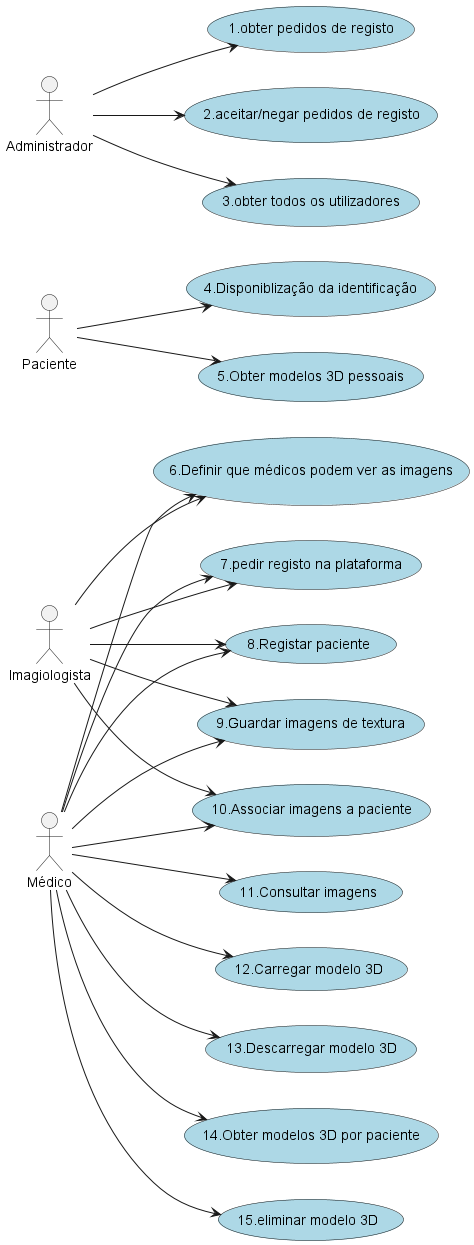 1.obter pedidos de registo
2.aceitar/negar pedidos de registo
Administrador
3.obter todos os utilizadores
4.Disponiblização da identificação
Paciente
5.Obter modelos 3D pessoais
6.Definir que médicos podem ver as imagens
7.pedir registo na plataforma
8.Registar paciente
Imagiologista
9.Guardar imagens de textura
10.Associar imagens a paciente
Médico
11.Consultar imagens
12.Carregar modelo 3D
13.Descarregar modelo 3D
14.Obter modelos 3D por paciente
15.eliminar modelo 3D